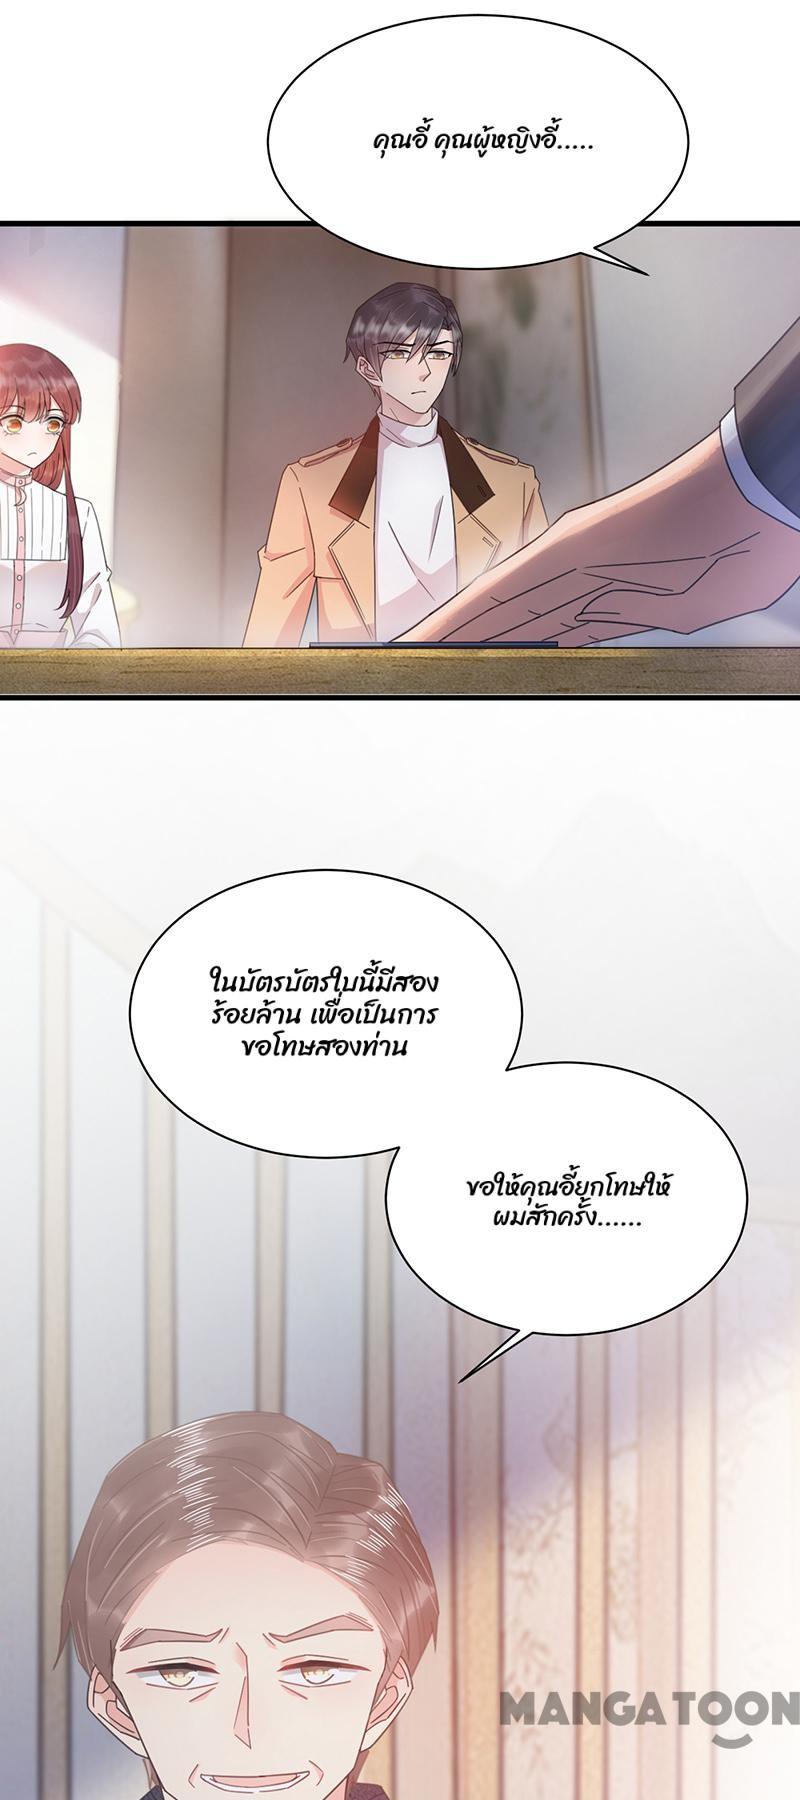 คุณอี้ คุณผู้หญิงอี้.....
ในบัตรบัตรใบนี้มีสอง
ร้อยล้าน เพื่อเป็นการ
ขอโทษสองท่าน
ขอให้คุณอี้ยกโทษให้
ผมสักครั้ง......
MANGATOON